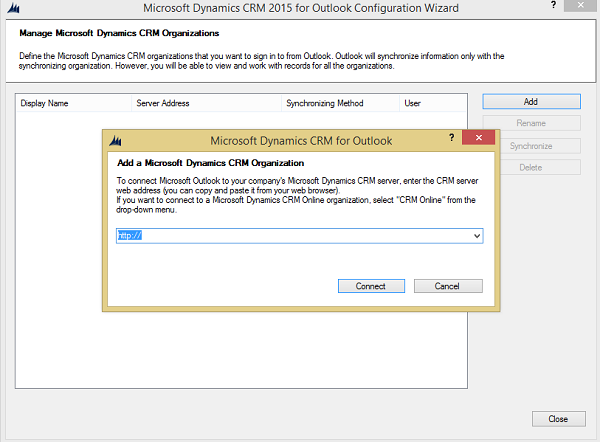 Microsoft Dynamics CRM 2015 for Outlook Configuration Wizard
?
Manage Microsoft Dynamics CRM Organizations
Define the Microsoft Dynamics CRM organizations that you want to sign in to from Outlook. Outlook will synchronize information only with the
synchronizing organization. However, you will be able to view and work with records for all the organizations.
Display Name Server Address Synchronizing Method User
Add
Rename
Synchronize
Delete
Microsoft Dynamics CRM for Outlook
?
Add a Microsoft Dynamics CRM Organization
To connect Microsoft Outlook to your company's Microsoft Dynamics CRM server, enter the CRM server
web address (you can copy and paste it from your web browser).
If you want to connect to a Microsoft Dynamics CRM Online organization, select "CRM Online" from the
drop-down menu.
http://
Connect Cancel
Close